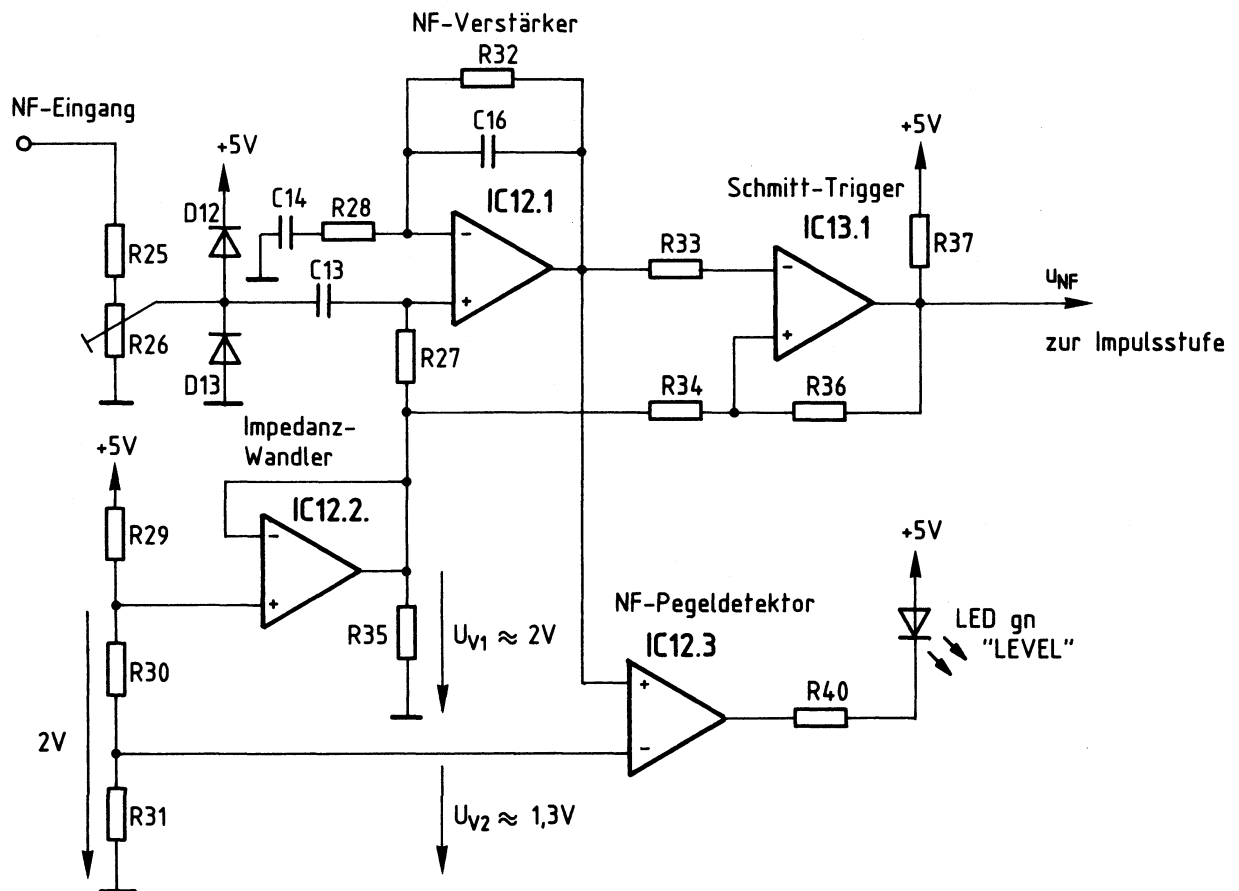 NF-Verstärker
R32
NF-Eingang
C16
+5V
+5V
Schmitt-Trigger
IC12.1
C14
R28
D12
IC13.1
R25
R33
R37
C13
u_NF
R26
zur Impulsstufe
D13
R27
R34
R36
Impedanz-
Wandler
+5V
IC12.2.
R29
+5V
NF-Pegeldetektor
LED gn
"LEVEL"
R35
U_V1 ≈ 2V
IC12.3
R30
R40
2V
R31
U_V2 ≈ 1,3V
- +
- +
- +
+ -